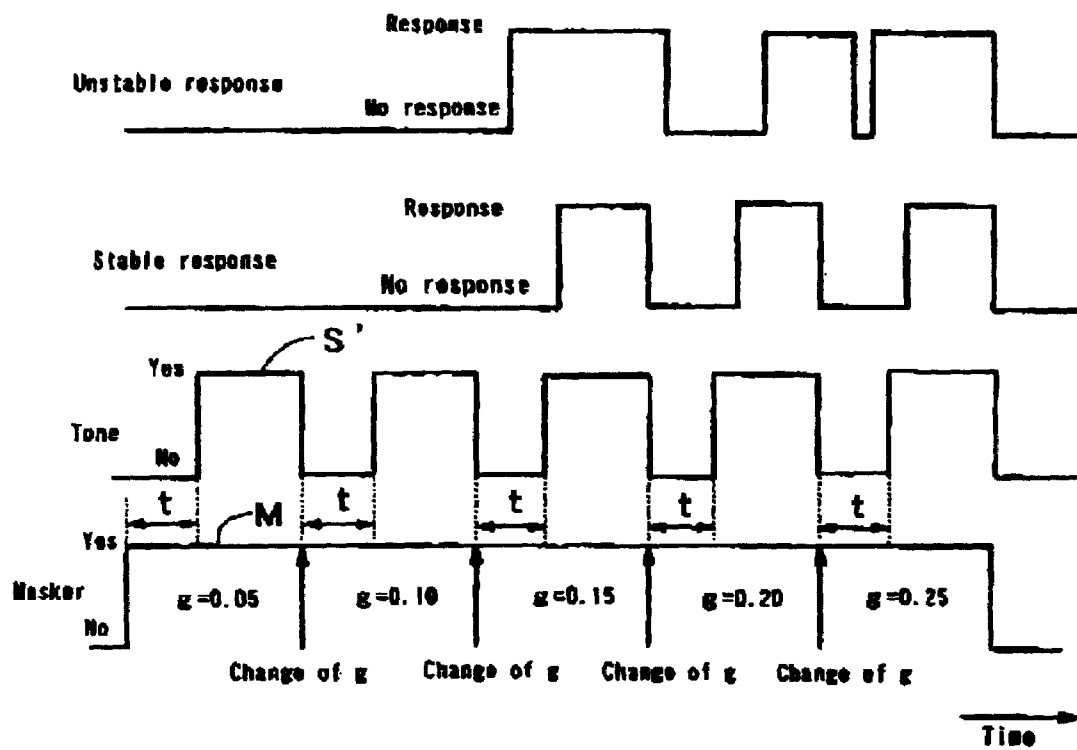 Response
Unstable response
No response
Response
Stable response
No response
S'
Yes
Tone
No
t t t t t
M
Yes
Masker
g=0.05 g=0.10 g=0.15 g=0.20 g=0.25
No
Change of g Change of g Change of g Change of g
Time